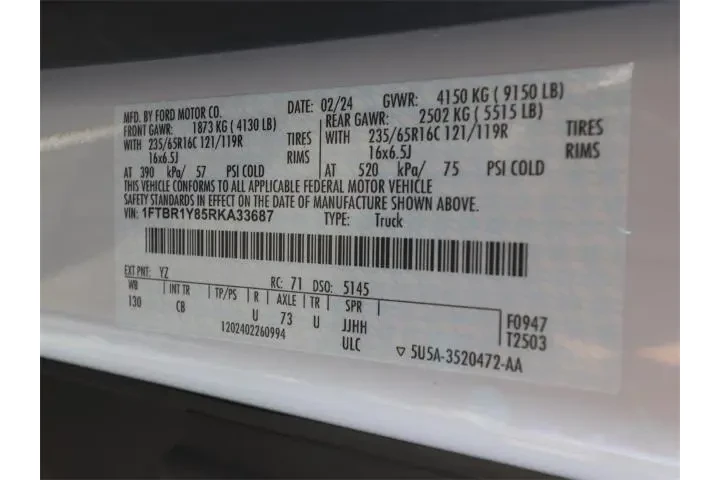 MFD. BY FORD MOTOR CO. DATE: 02/24 GVWR: 4150 KG ( 9150 LB)
FRONT GAWR: 1873 KG ( 4130 LB) REAR GAWR: 2502 KG ( 5515 LB)
WITH 235/65R16C 121/119R TIRES WITH 235/65R16C 121/119R TIRES
16x6.5J RIMS 16x6.5J RIMS
AT 390 kPa/ 57 PSI COLD AT 520 kPa/ 75 PSI COLD
THIS VEHICLE CONFORMS TO ALL APPLICABLE FEDERAL MOTOR VEHICLE
SAFETY STANDARDS IN EFFECT ON THE DATE OF MANUFACTURE SHOWN ABOVE.
VIN: 1FTBR1Y85RKA33687 TYPE: Truck
EXT PNT: YZ RC: 71 DSO: 5145
WB INT TR TP/PS R AXLE TR SPR
130 CB U 73 U JJHH F0947
1202402260994 ULC T2503
▽ 5U5A-3520472-AA